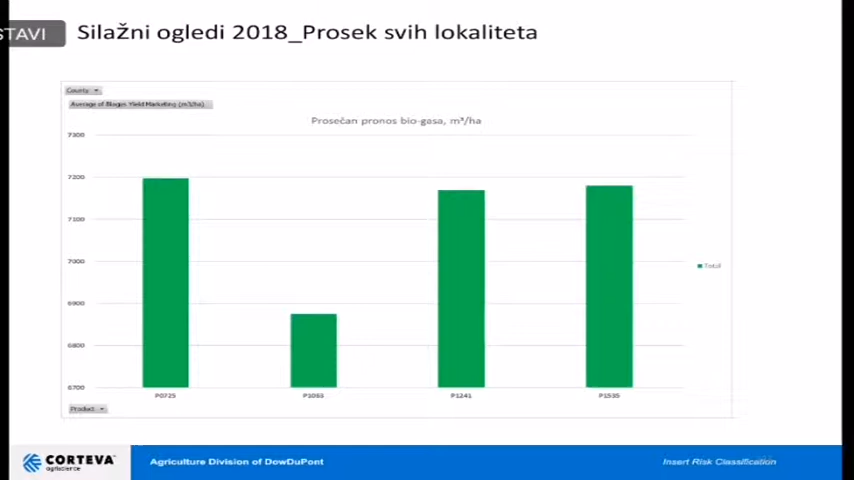 STAVI
Silažni ogledi 2018_Prosek svih lokaliteta
County
Average of Biogas Yield Marketing (m3/ha)
Prosečan pronos bio-gasa, m³/ha
7300
7200
7100
7000
6900
6800
6700
P0725
P1241
P1535
Total
Product
CORTEVA
agriscience
Agriculture Division of DowDuPont
Insert Risk Classification